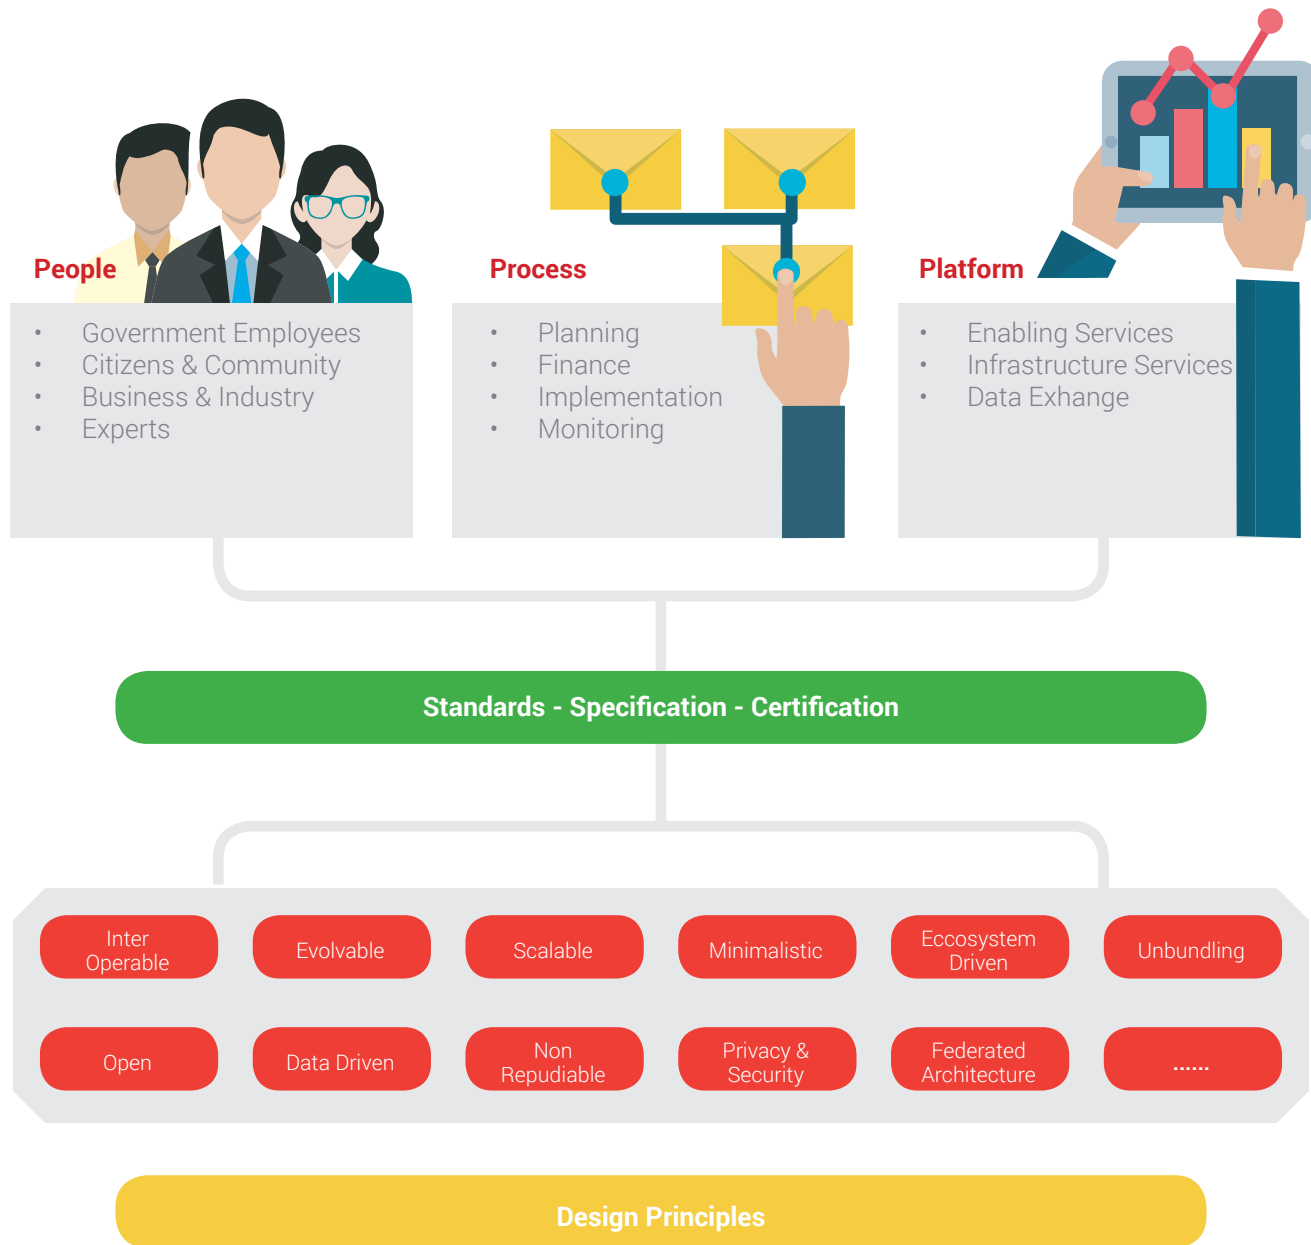 People
• Government Employees
• Citizens & Community
• Business & Industry
• Experts
Process
• Planning
• Finance
• Implementation
• Monitoring
Platform
• Enabling Services
• Infrastructure Services
• Data Exhange
Standards - Specification - Certification
Inter
Operable
Evolvable
Scalable
Minimalistic
Eccosystem
Driven
Unbundling
Open
Data Driven
Non
Repudiable
Privacy &
Security
Federated
Architecture
......
Design Principles